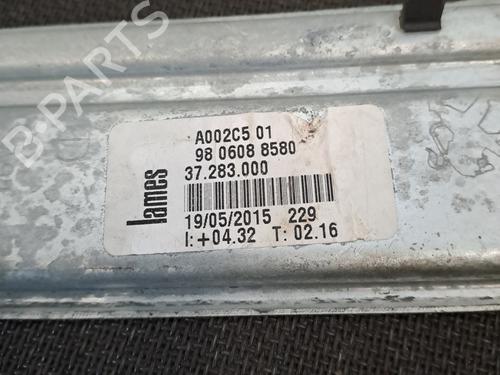 A002C5 01
98 0608 8580
37.283.000
lames
19/05/2015 229
I:+04.32 T: 02.16
B-PARTS